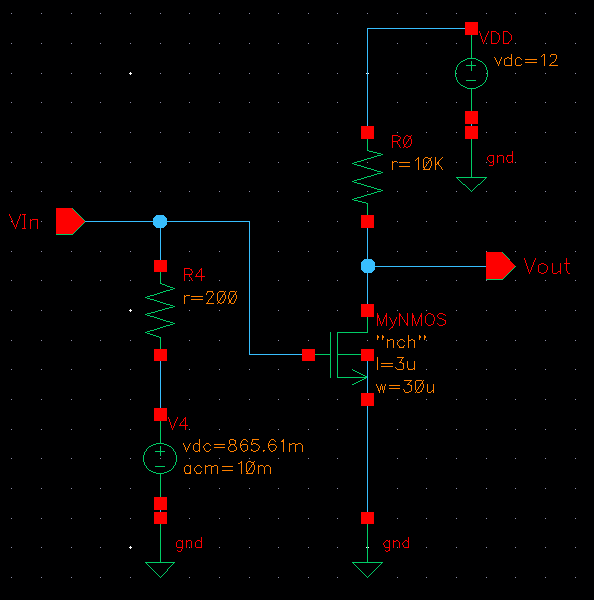 VDD
vdc=12
R0
r=10K
gnd
VIn
Vout
R4
r=200
MyNMOS
"nch"
l=3u
w=30u
V4
vdc=865.61m
acm=10m
gnd
gnd